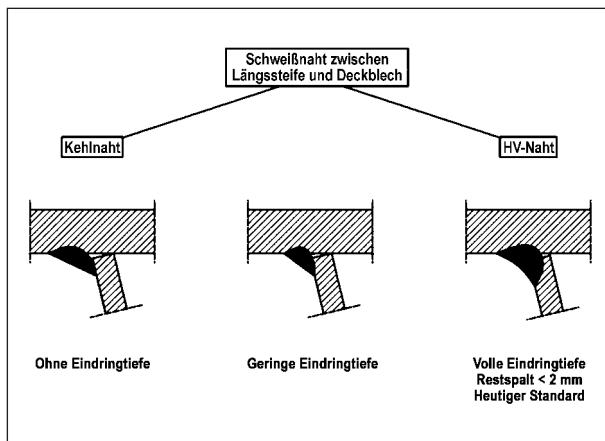 Schweißnaht zwischen
Längssteife und Deckblech
Kehlnaht
HV-Naht
Ohne Eindringtiefe
Geringe Eindringtiefe
Volle Eindringtiefe
Restspalt < 2 mm
Heutiger Standard